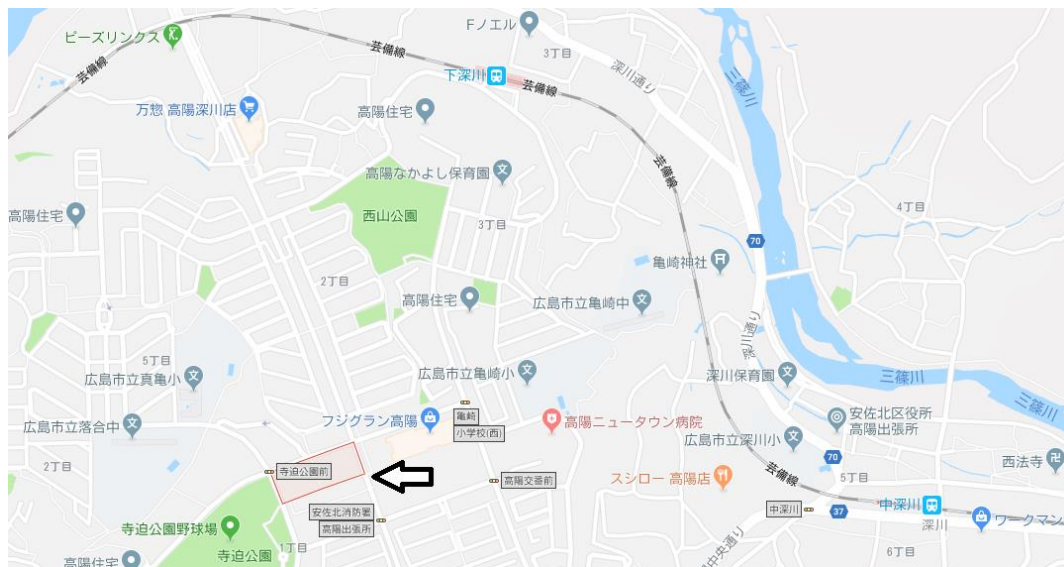 ビーズリンクス
Fノエル
3丁目
深川通り
芸備線
下深川
芸備線
芸備線
万惣 高陽深川店
高陽住宅
三篠川
高陽なかよし保育園
芸備線
高陽住宅
西山公園
3丁目
4丁目
70
亀崎神社
2丁目
高陽住宅
広島市立亀崎中
深川通り
5丁目
広島市立真亀小
広島市立亀崎小
深川保育園
三篠川
三篠川
フジグラン高陽
亀崎
小学校(西)
高陽ニュータウン病院
安佐北区役所
高陽出張所
広島市立落合中
広島市立深川小
70
西法寺
寺迫公園前
高陽交番前
スシロー 高陽店
芸備線
5丁目
安佐北消防署
高陽出張所
中深川
37
中深川
深川
ワークマン
寺迫公園野球場
1丁目
寺迫公園
高陽住宅
中央通り
6丁目